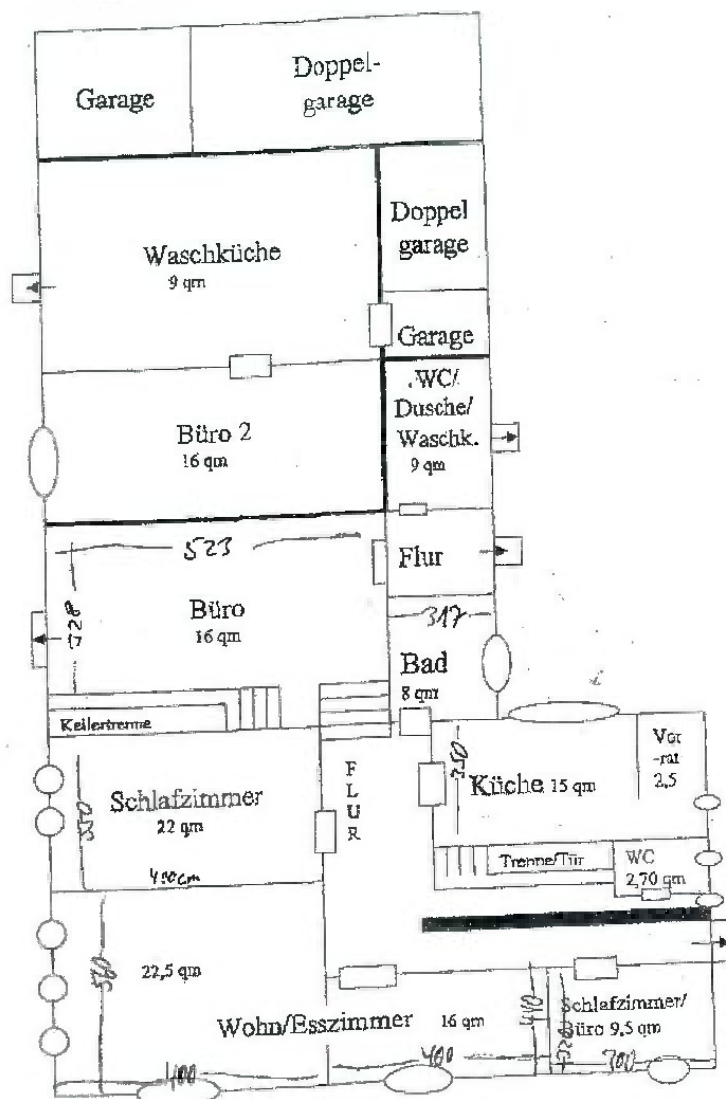 Garage
Doppel-
garage
Waschküche
9 qm
Doppel
garage
Garage
WC/
Dusche/
Waschk.
9 qm
Büro 2
16 qm
523
Flur
Büro
16 qm
317
Bad
8 qm
Kellertreppe
FLUR
Schlafzimmer
22 qm
400cm
Küche 15 qm
Vor
-rat
2,5
Treppe/Tür
WC
2,70 qm
22,5 qm
560
Wohn/Esszimmer
16 qm
Schlafzimmer/
Büro 9,5 qm
400
400